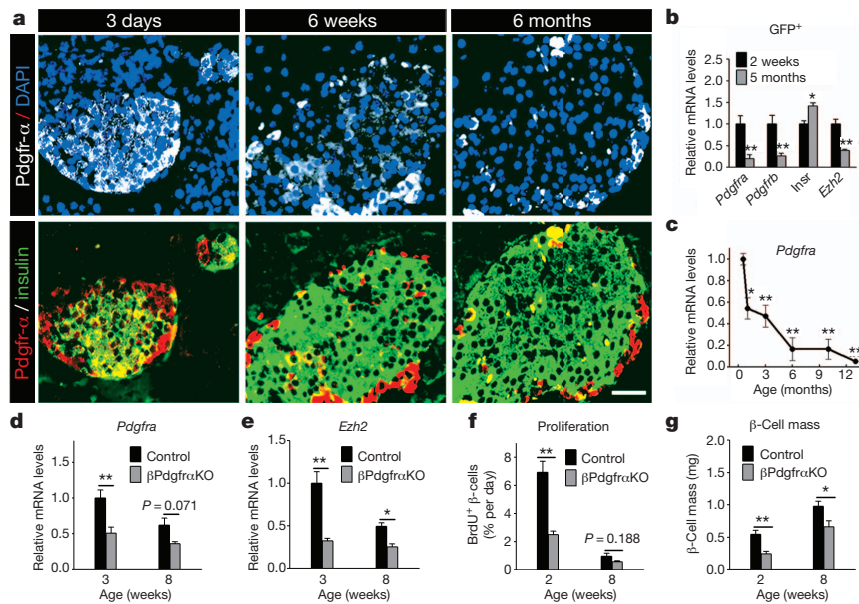 a
3 days
6 weeks
6 months
Pdgfr-α / DAPI
Pdgfr-α / insulin
b
GFP⁺
2 weeks
5 months
Relative mRNA levels
2.5
2.0
1.5
1.0
0.5
0.0
**
**
*
**
Pdgfra
Pdgfrb
Insr
Ezh2
c
Pdgfra
Relative mRNA levels
1.0
0.8
0.6
0.4
0.2
0.0
*
**
**
**
**
0 3 6 9 12
Age (months)
d
Pdgfra
Control
βPdgfrαKO
Relative mRNA levels
1.5
1.0
0.5
0.0
**
P = 0.071
3 8
Age (weeks)
e
Ezh2
Control
βPdgfrαKO
Relative mRNA levels
1.5
1.0
0.5
0.0
**
*
3 8
Age (weeks)
f
Proliferation
Control
βPdgfrαKO
BrdU⁺ β-cells
(% per day)
8
6
4
2
0
**
P = 0.188
2 8
Age (weeks)
g
β-Cell mass
Control
βPdgfrαKO
β-Cell mass (mg)
2.0
1.5
1.0
0.5
0.0
**
*
2 8
Age (weeks)